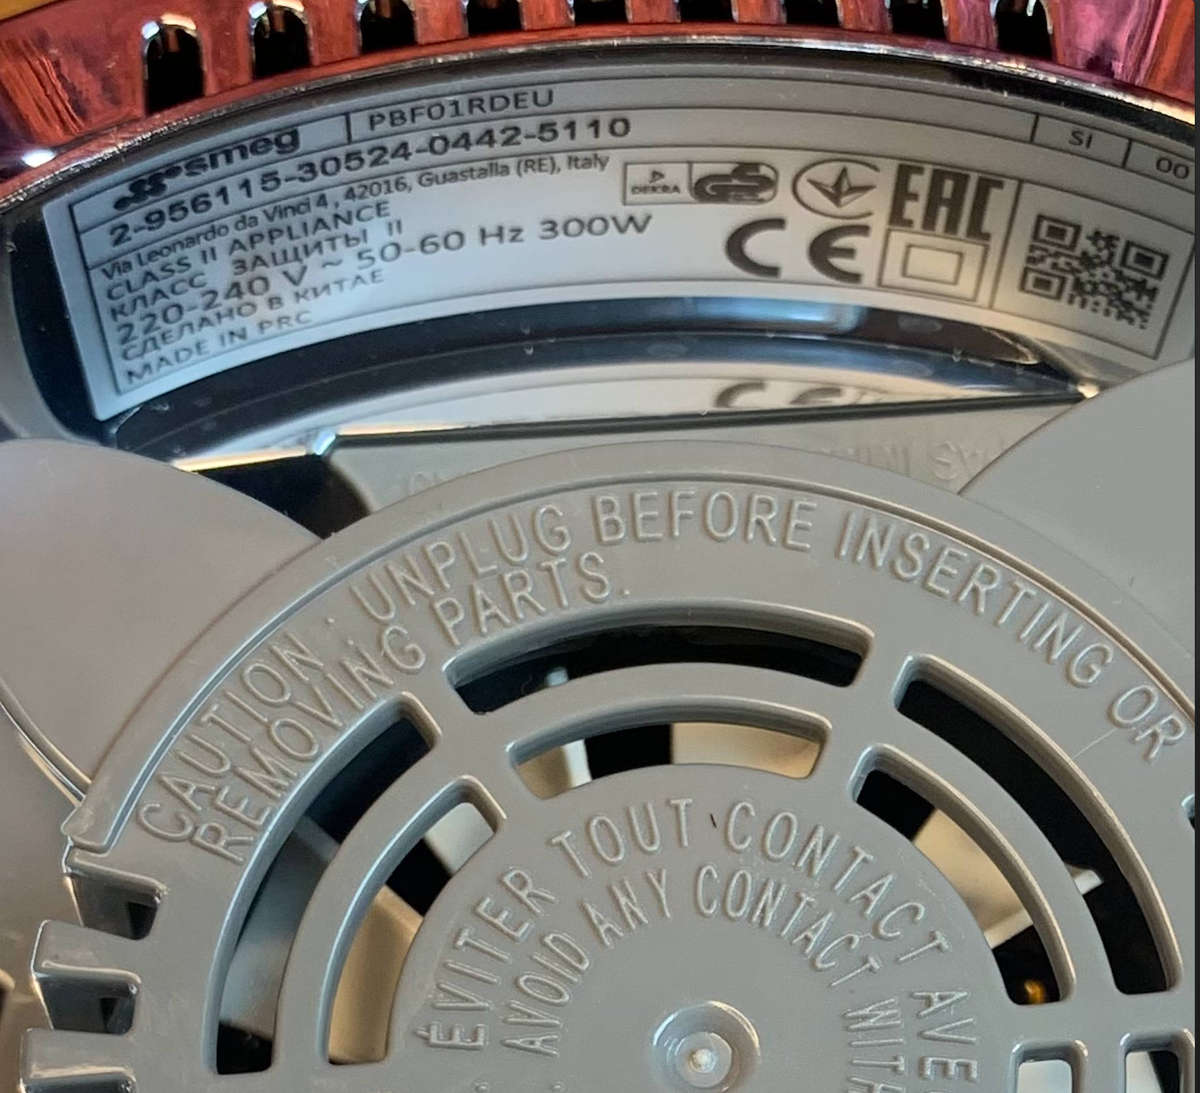 smeg PBF01RDEU SI 00
2-956115-30524-0442-5110
Via Leonardo da Vinci 4 , 42016, Guastalla (RE), Italy
CLASS II APPLIANCE
КЛАСС ЗАЩИТЫ II
220-240 V ~ 50-60 Hz 300W
СДЕЛАНО В КИТАЕ
MADE IN PRC
DEKRA
GS
EAC
CE
CAUTION : UNPLUG BEFORE INSERTING OR
REMOVING PARTS.
ÉVITER TOUT CONTACT AVEC
AVOID ANY CONTACT WITH